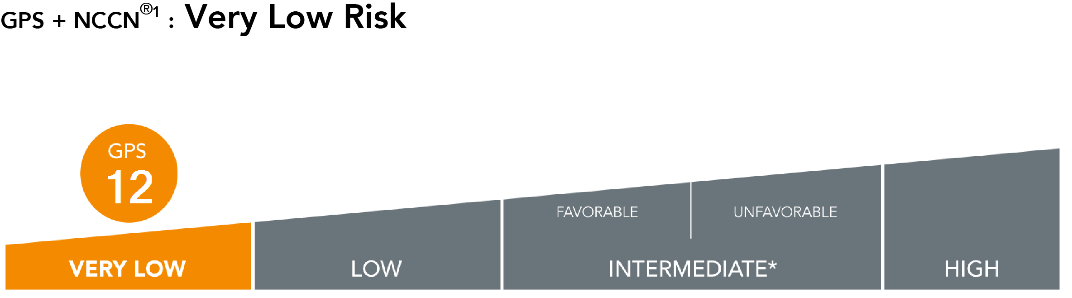 GPS + NCCN®1 : Very Low Risk
GPS
12
FAVORABLE UNFAVORABLE
VERY LOW LOW INTERMEDIATE* HIGH